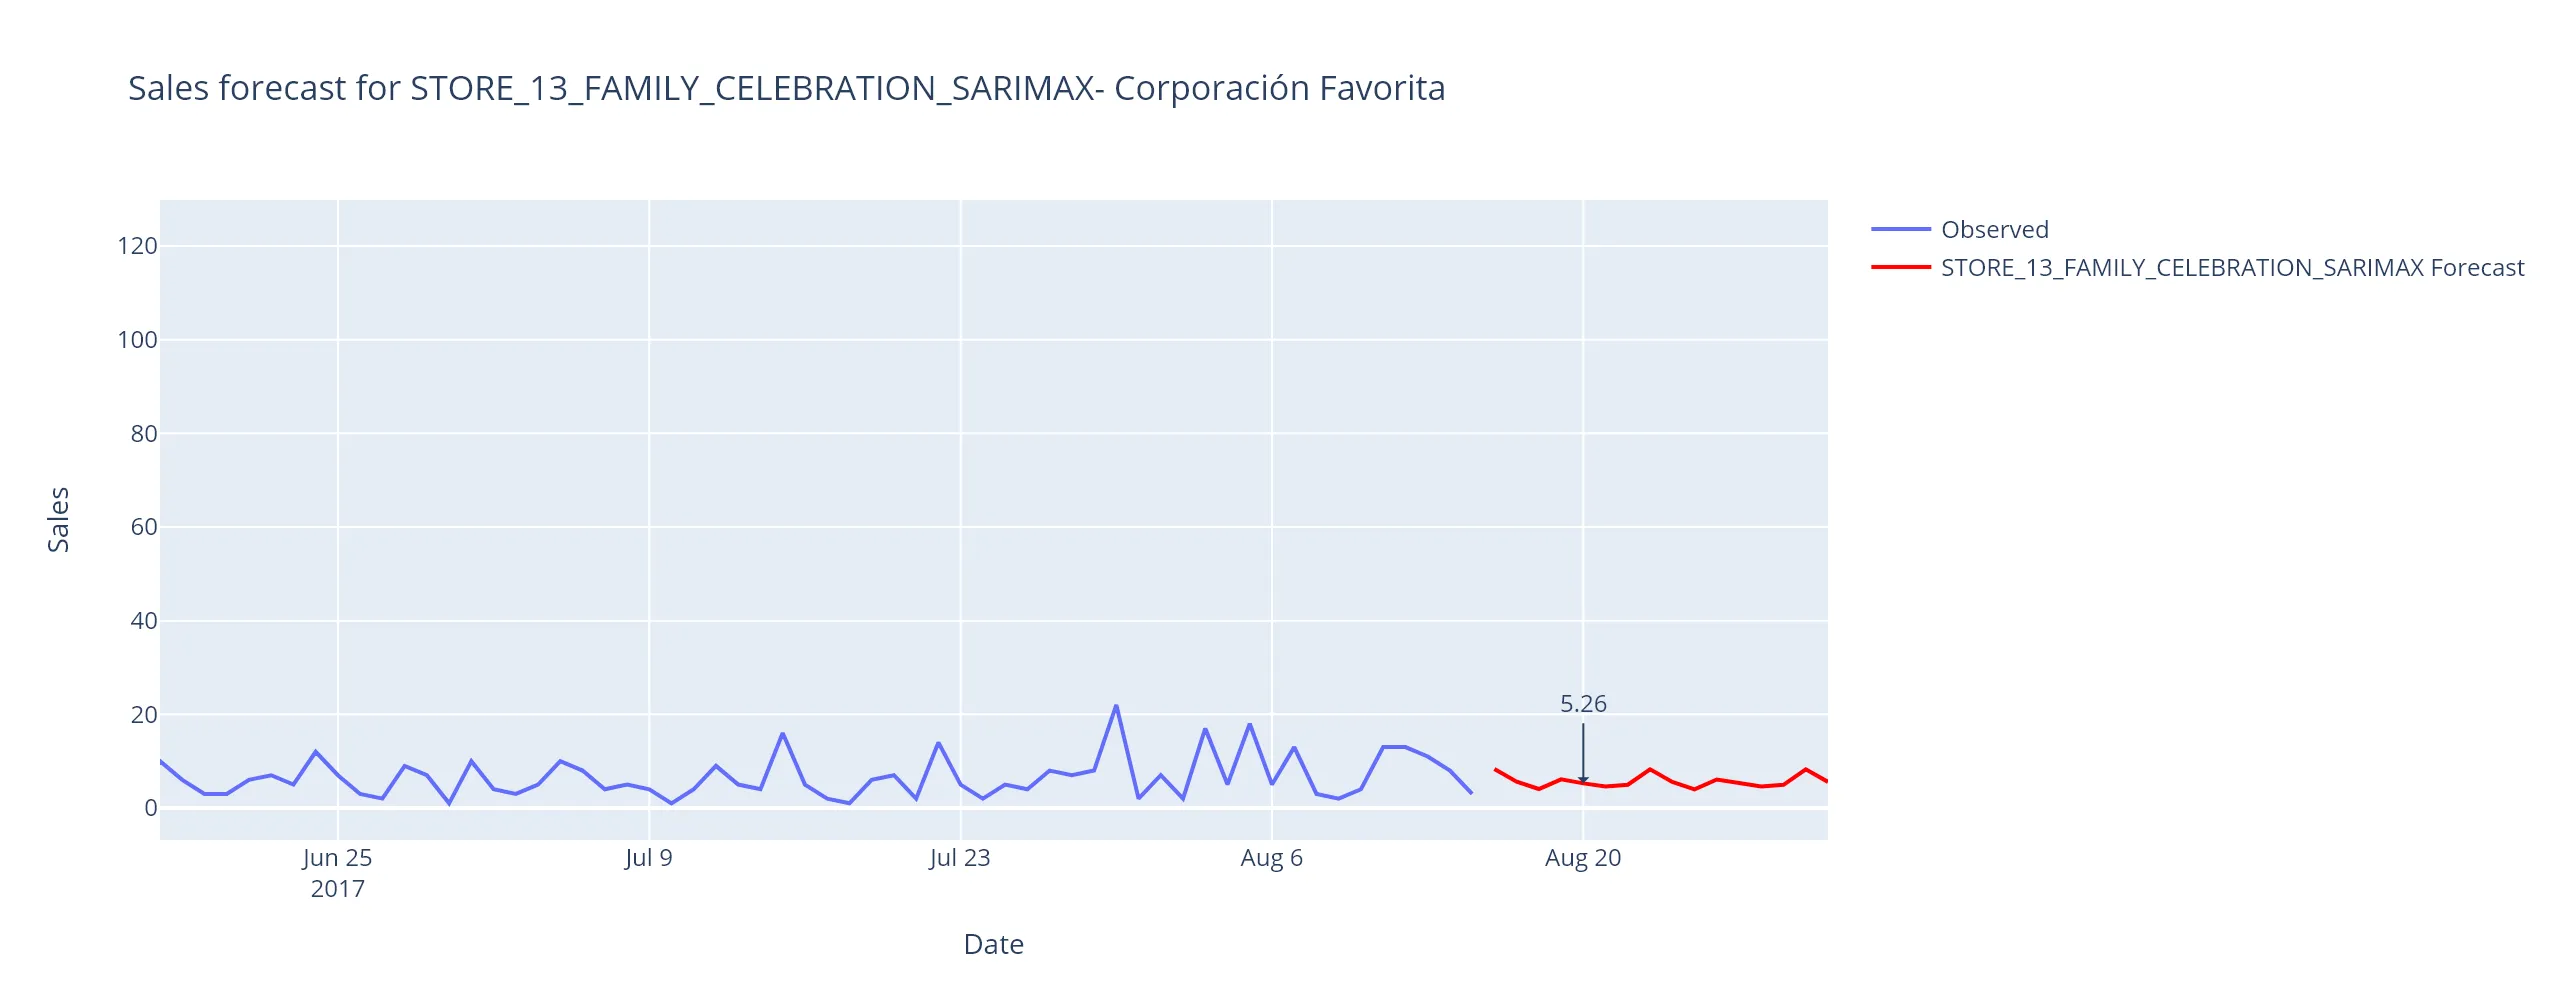 Sales forecast for STORE_13_FAMILY_CELEBRATION_SARIMAX- Corporación Favorita
Observed
STORE_13_FAMILY_CELEBRATION_SARIMAX Forecast
120
100
80
60
40
20
0
Sales
5.26
Jun 25
2017
Jul 9
Jul 23
Aug 6
Aug 20
Date